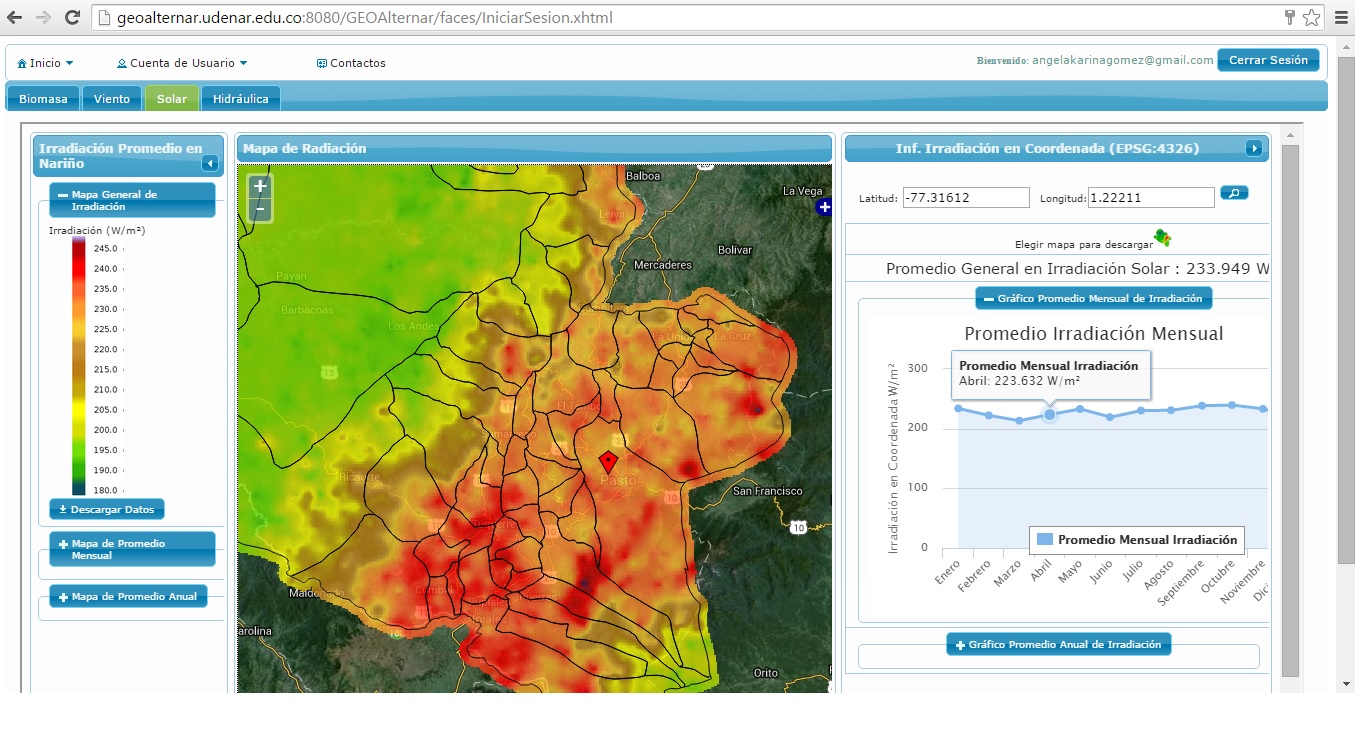 geoalternar.udenar.edu.co:8080/GEOAlternar/faces/IniciarSesion.xhtml
Inicio
Cuenta de Usuario
Contactos
Bienvenido: angelakarinagomez@gmail.com
Cerrar Sesión
Biomasa
Viento
Solar
Hidráulica
Irradiación Promedio en
Nariño
Mapa General de
Irradiación
Irradiación (W/m²)
245.0
240.0
235.0
230.0
225.0
220.0
215.0
210.0
205.0
200.0
195.0
190.0
180.0
Descargar Datos
Mapa de Promedio
Mensual
Mapa de Promedio Anual
Mapa de Radiación
+
-
Balboa
La Vega
Leiva
Bolívar
Mercaderes
Payan
Barbacoas
Los Andes
La Unión
La Cruz
13
El Tambo
Samaniego
Ricaurte
Pasto
10
San Francisco
10
Túquerres
Cumbal
Ipiales
Maldonado
arolina
Orito
Inf. Irradiación en Coordenada (EPSG:4326)
Latitud: -77.31612
Longitud: 1.22211
Elegir mapa para descargar
Promedio General en Irradiación Solar : 233.949 W
Gráfico Promedio Mensual de Irradiación
Promedio Irradiación Mensual
Promedio Mensual Irradiación
Abril: 223.632 W/m²
Irradiación en Coordenada W/m²
300
200
100
0
Promedio Mensual Irradiación
Enero
Febrero
Marzo
Abril
Mayo
Junio
Julio
Agosto
Septiembre
Octubre
Noviembre
Dic
Gráfico Promedio Anual de Irradiación